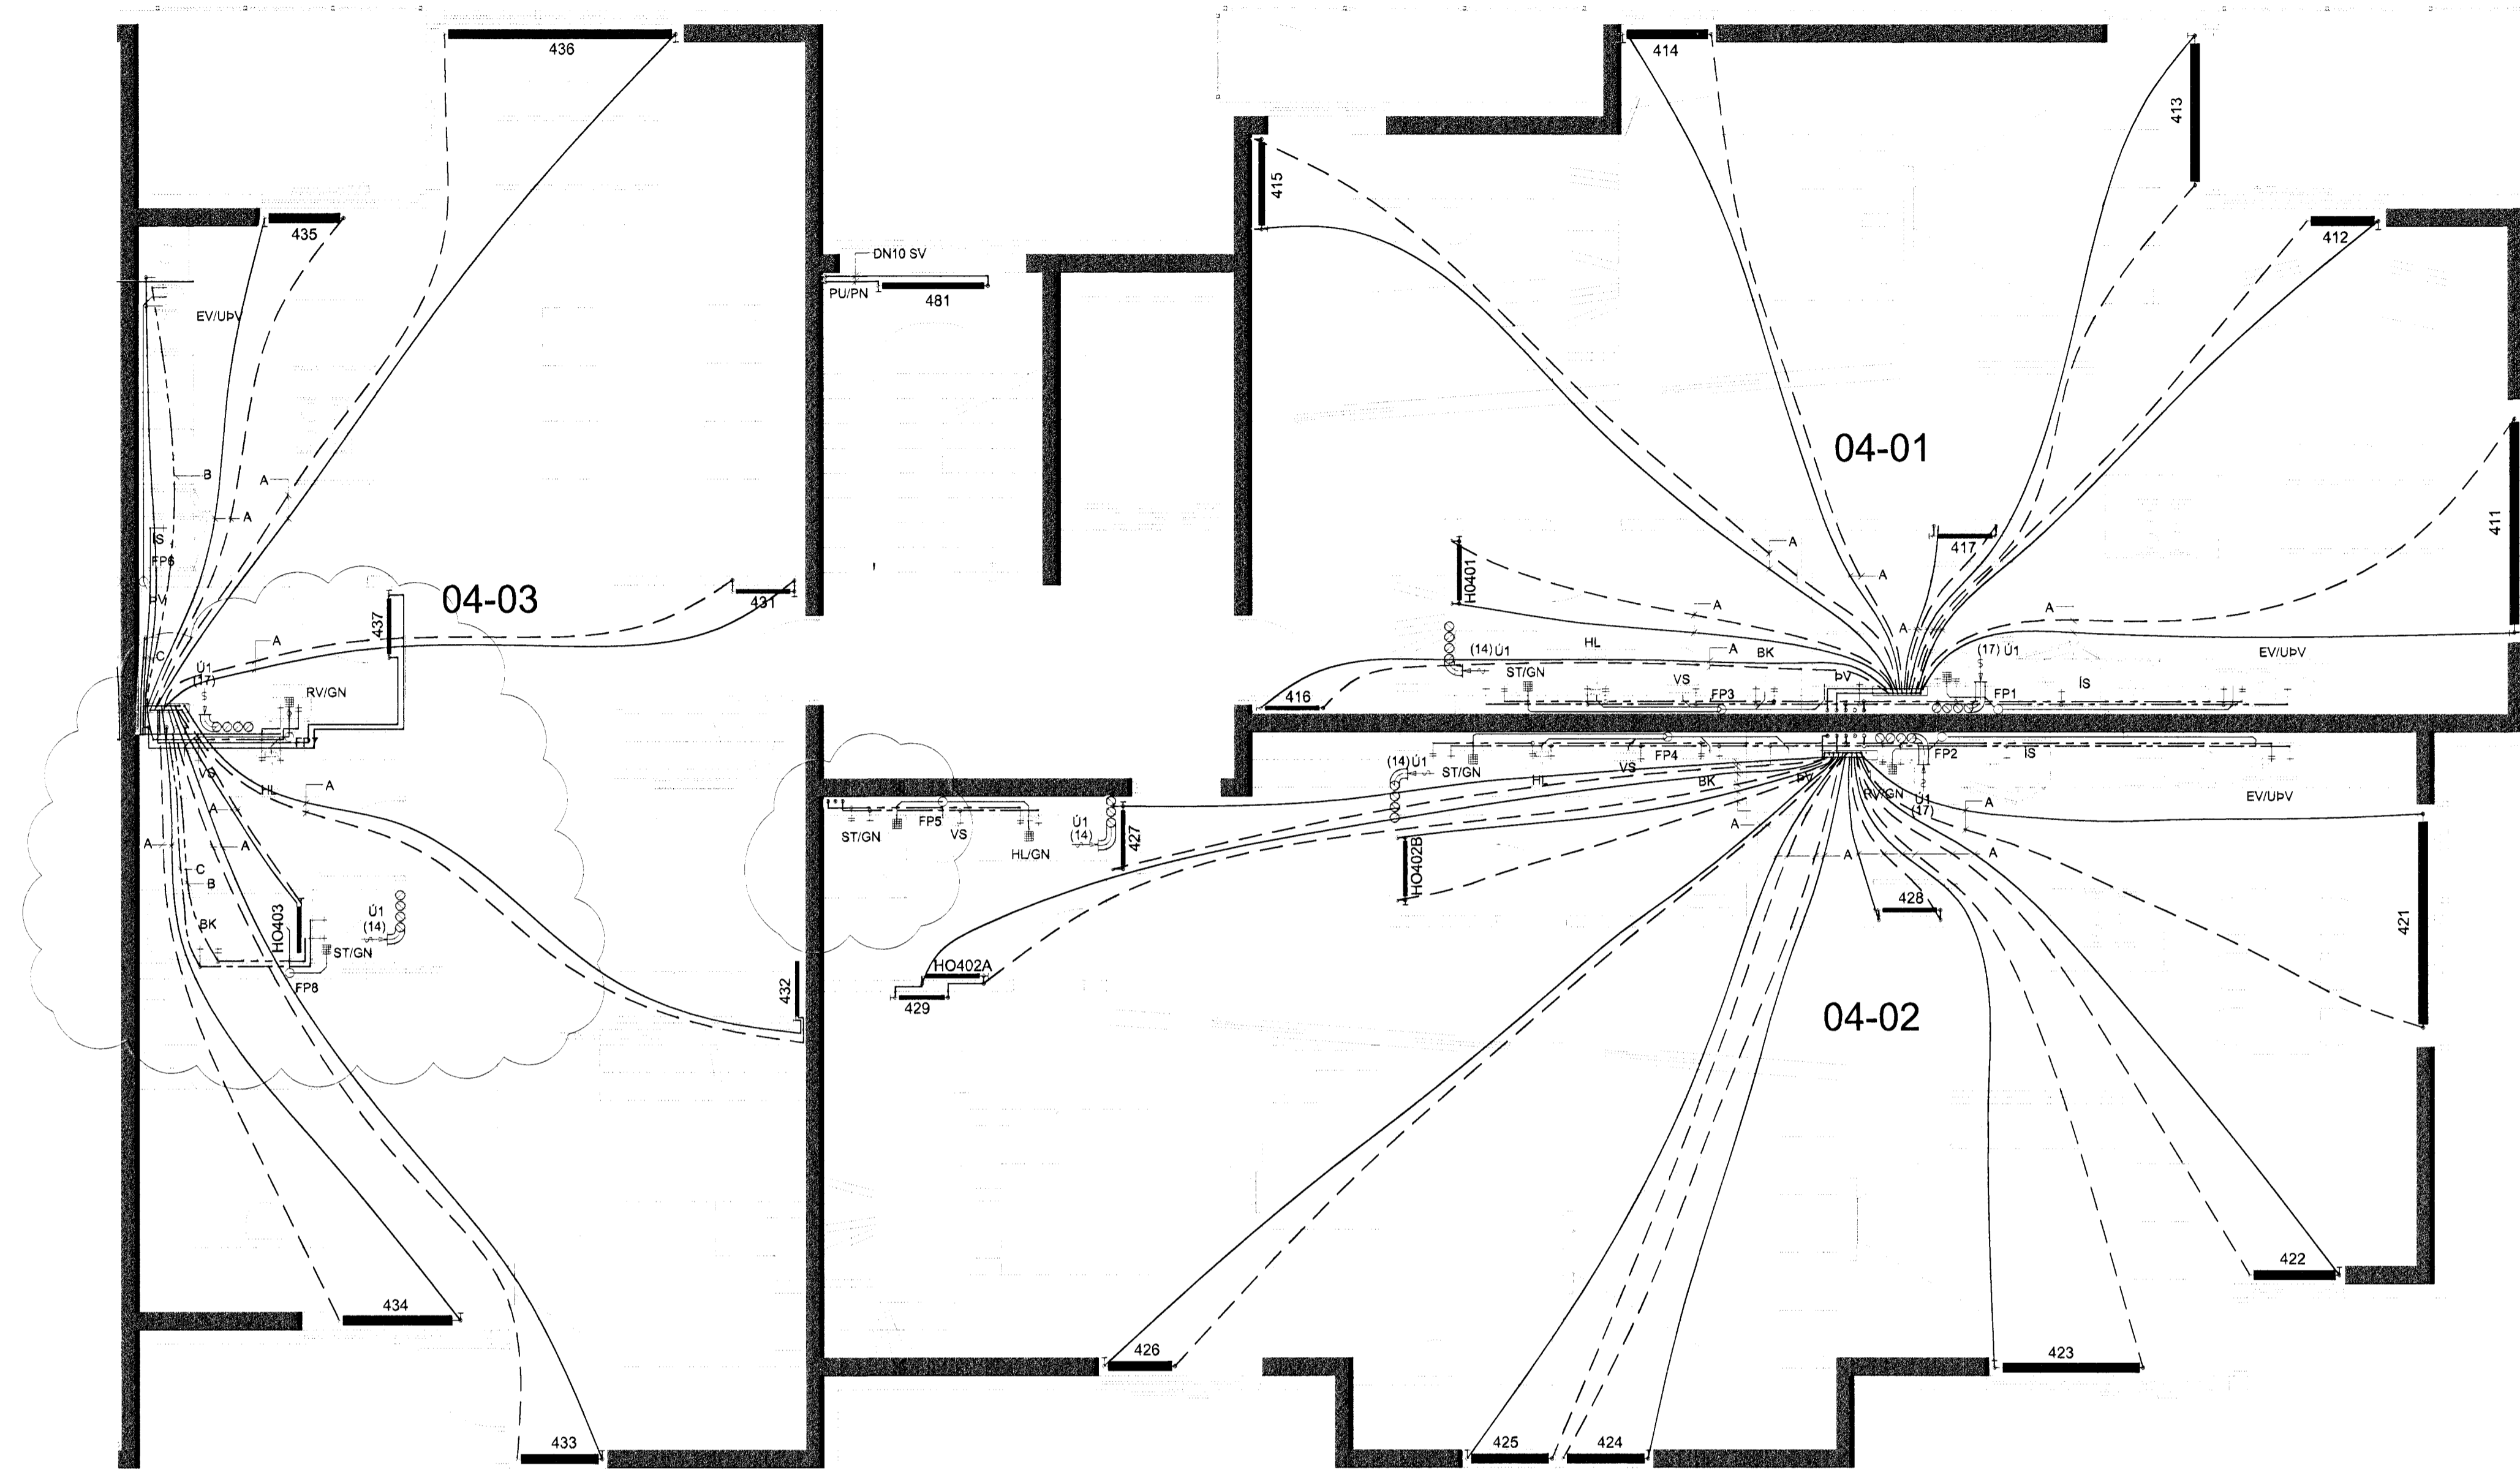 436
414
413
415
435
412
DN10 SV
PU/PN
481
EV/UÞV
04-01
B
A
411
A
ÍS
FP6
A
417
H0401
A
ÞV
04-03
431
437
A
A
A
A
HL
(14) Ú1
A
BK
(17) Ú1
EV/UÞV
C
Ú1
(17)
RV/GN
ST/GN
VS
ÞV
FP3
FP1
ÍS
416
FP7
VS
HL
A
A
(14) Ú1
ST/GN
HL
VS
FP4
BK
ÞV
RV/GN
FP2
ÍS
Ú1
(17)
EV/UÞV
A
ST/GN
FP5
VS
HL/GN
Ú1
(14)
427
A
A
A
C
B
HO402B
A
A
428
421
BK
HO403
Ú1
(14)
ST/GN
FP8
432
HO402A
429
04-02
422
434
426
423
433
425
424